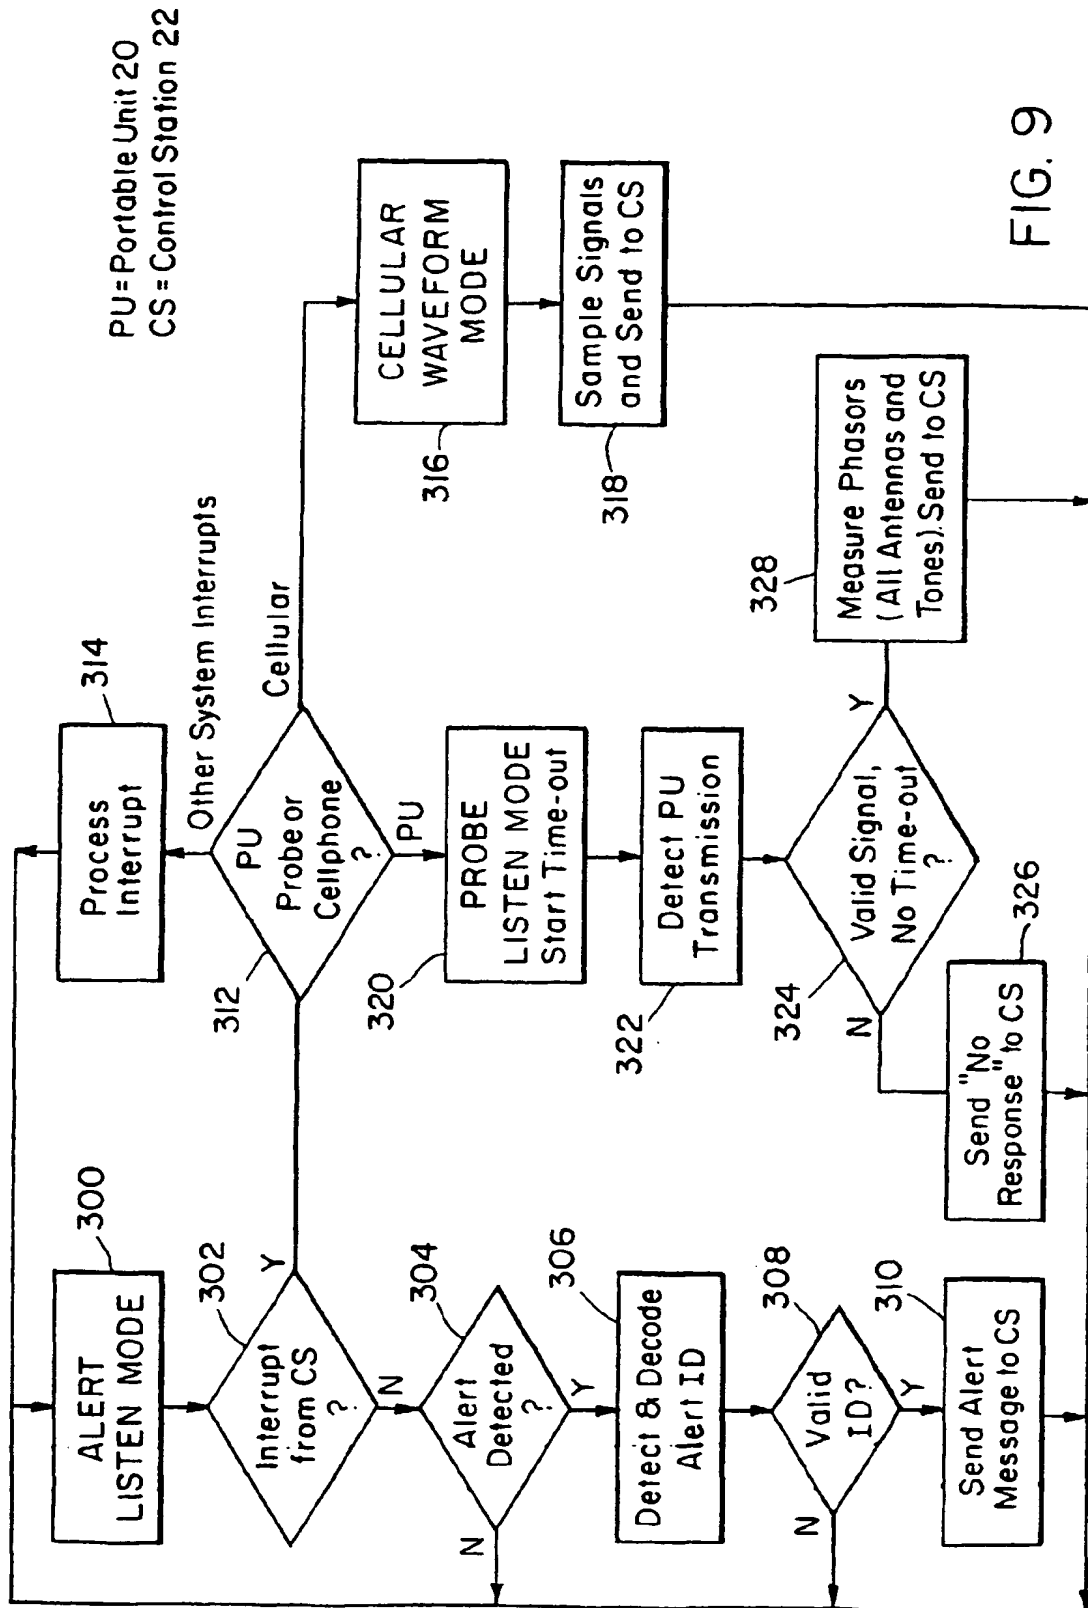 PU=Portable Unit 20
CS=Control Station 22
300
ALERT
LISTEN MODE
302
Interrupt
from CS
?
Y
N
304
Alert
Detected
?
N
Y
306
Detect & Decode
Alert ID
308
Valid
ID?
N
Y
310
Send Alert
Message to CS
314
Process
Interrupt
Other System Interrupts
312
PU
Probe or
Cellphone
?
Cellular
PU
320
PROBE
LISTEN MODE
Start Time-out
322
Detect PU
Transmission
324
Valid Signal,
No Time-out
?
N
Y
326
Send "No
Response" to CS
316
CELLULAR
WAVEFORM
MODE
318
Sample Signals
and Send to CS
328
Measure Phasors
(All Antennas and
Tones).Send to CS
FIG. 9